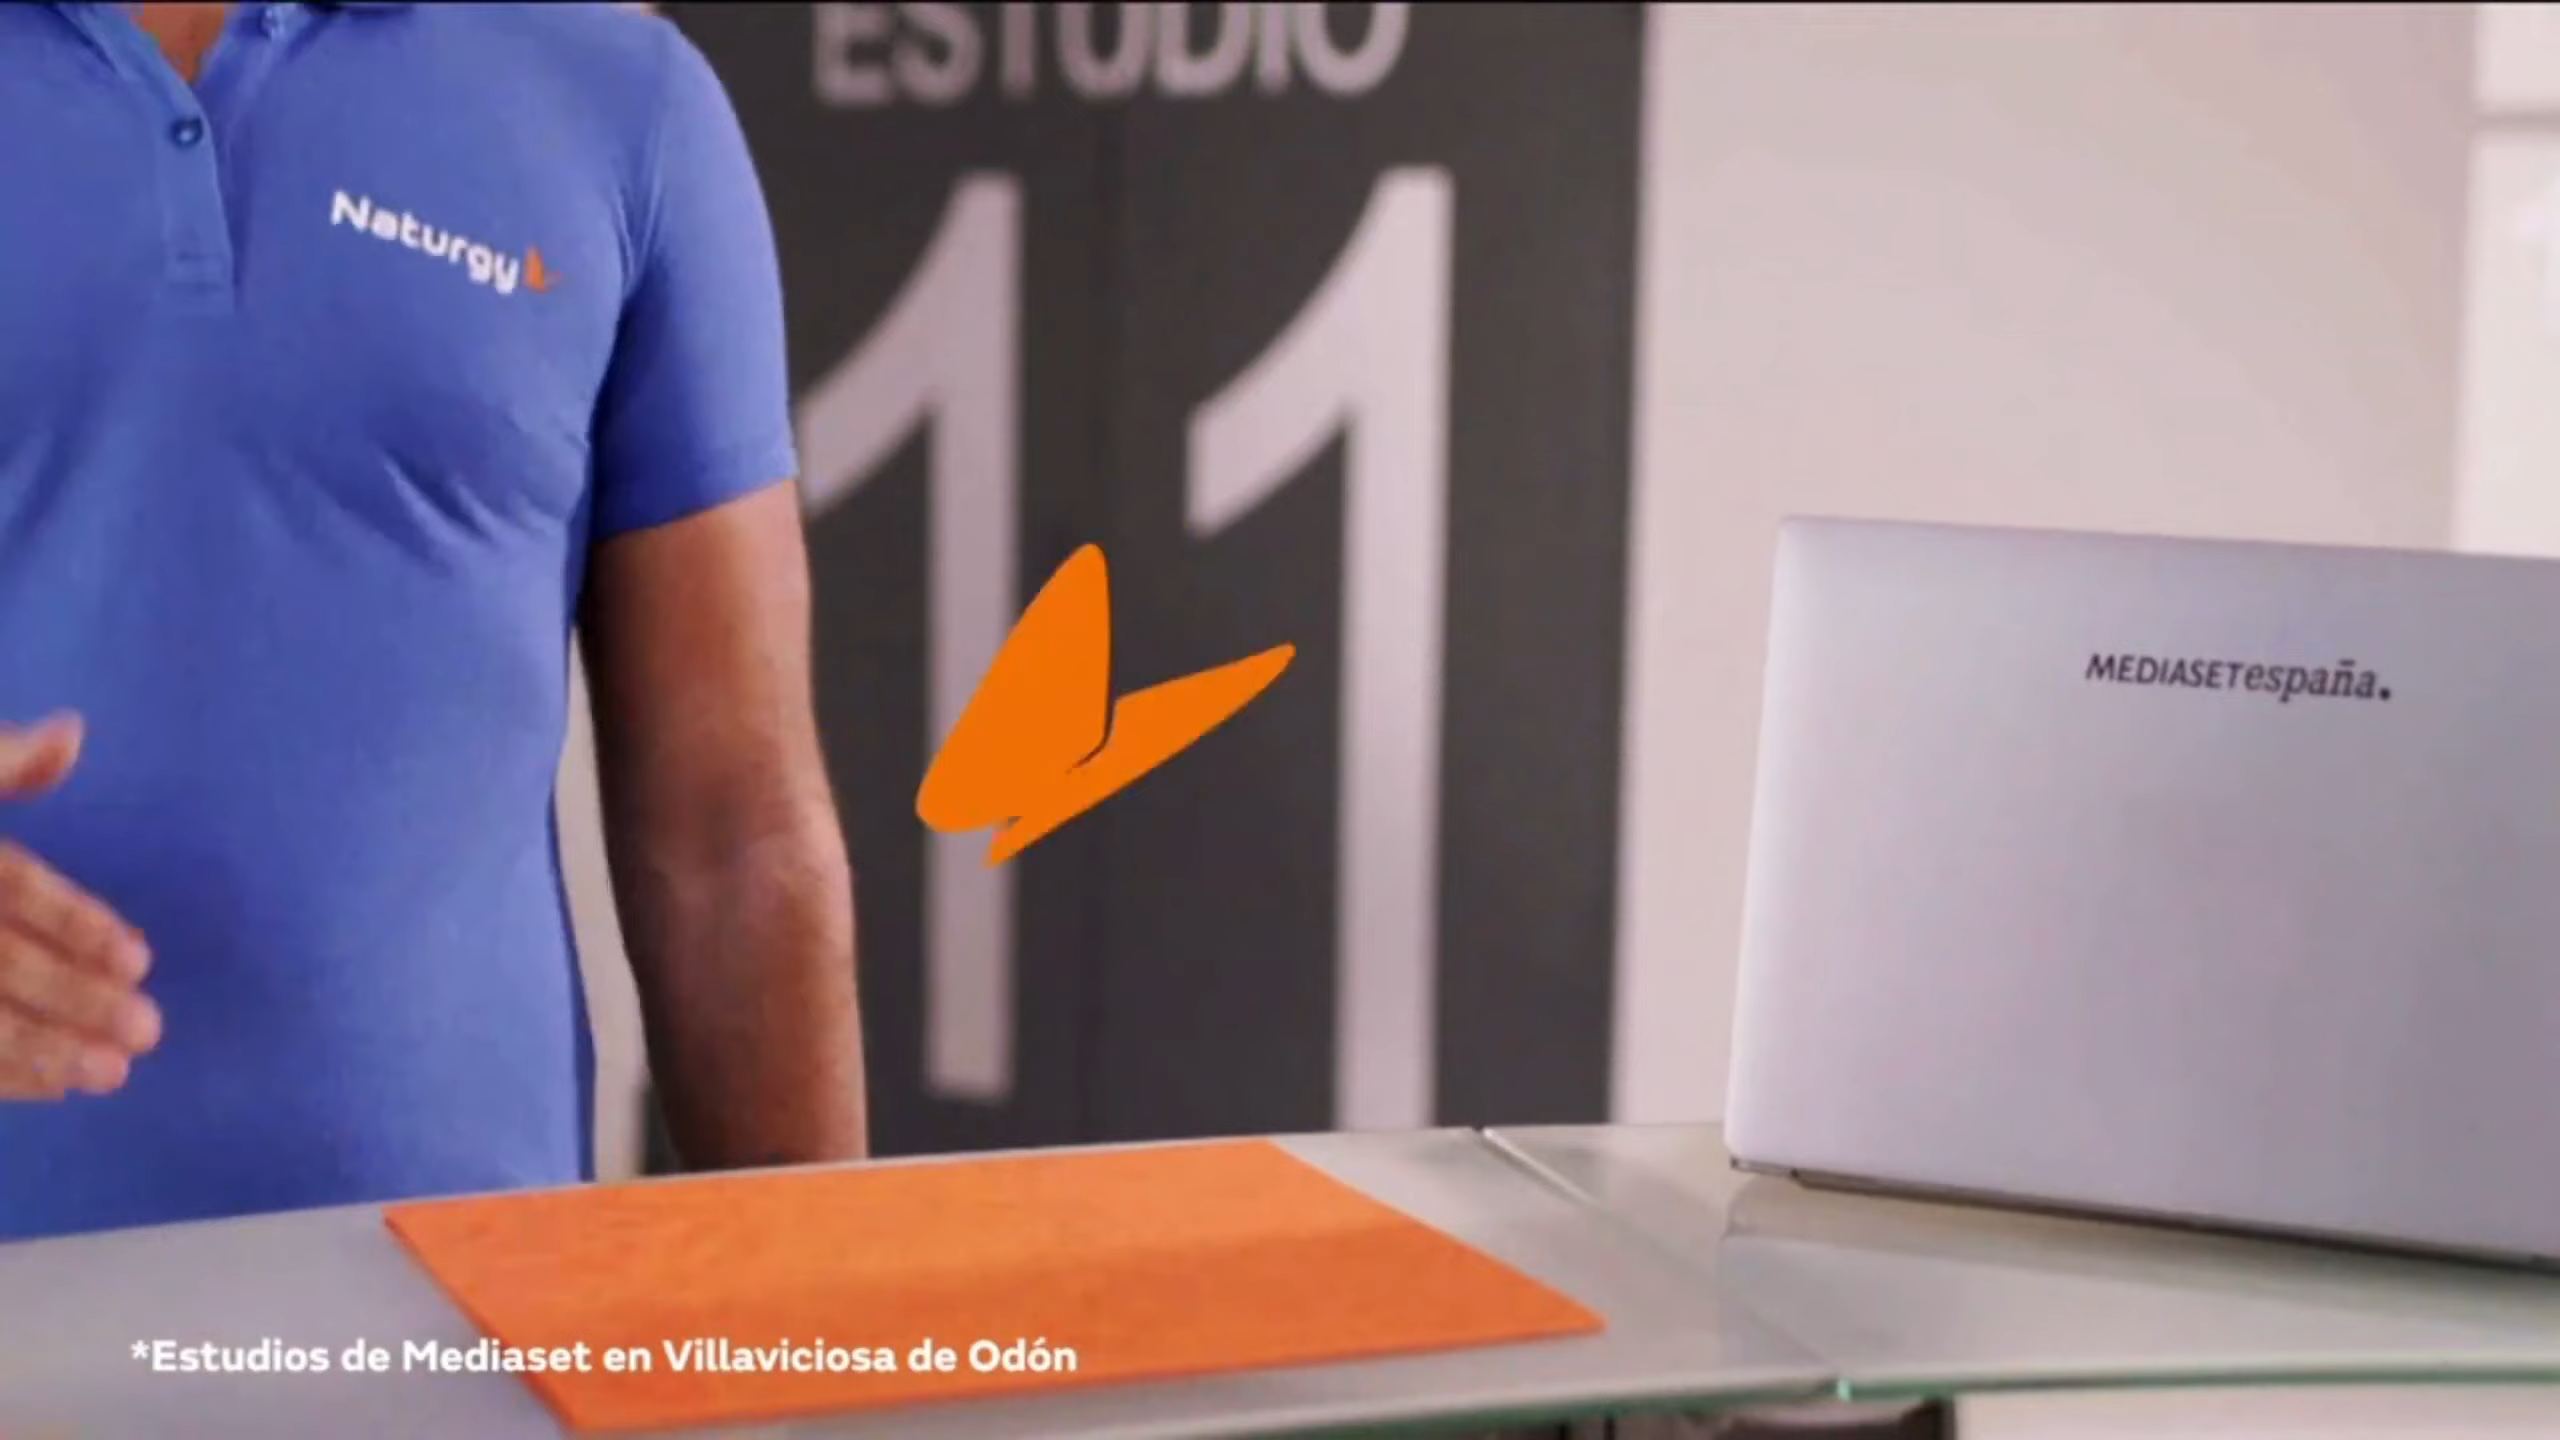 ESTUDIO
11
Naturgy
MEDIASETespaña.
*Estudios de Mediaset en Villaviciosa de Odón